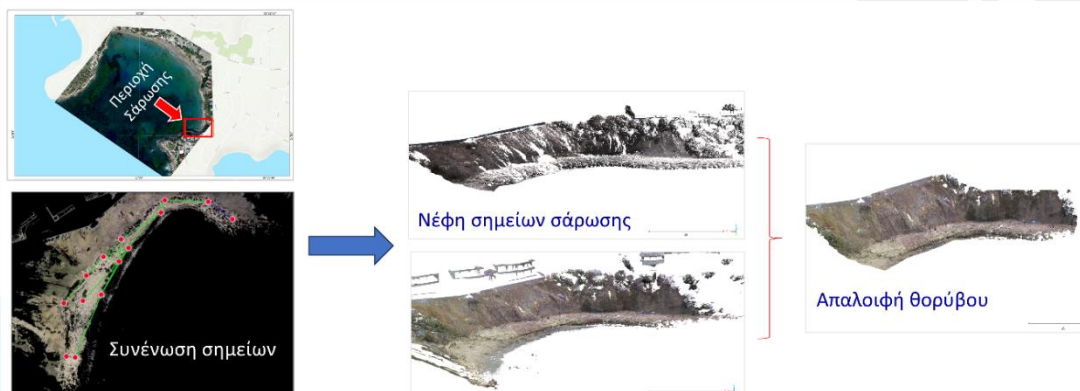 Περιοχή
Σάρωσης
Συνένωση σημείων
Νέφη σημείων σάρωσης
Απαλοιφή θορύβου